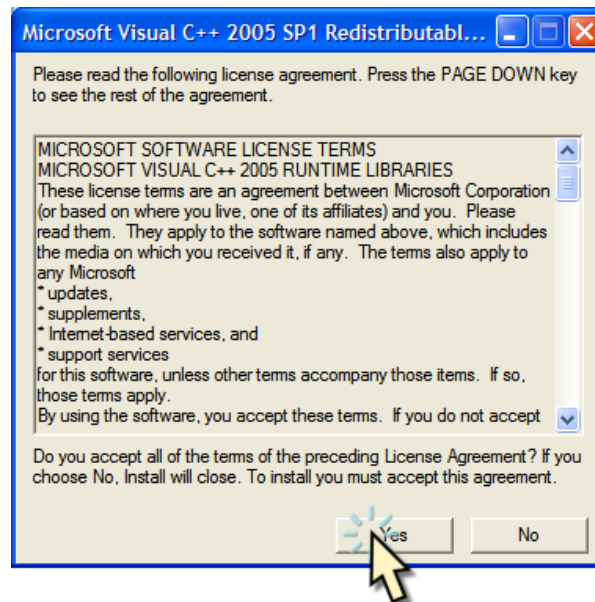 Microsoft Visual C++ 2005 SP1 Redistributabl...
Please read the following license agreement. Press the PAGE DOWN key
to see the rest of the agreement.
MICROSOFT SOFTWARE LICENSE TERMS
MICROSOFT VISUAL C++ 2005 RUNTIME LIBRARIES
These license terms are an agreement between Microsoft Corporation
(or based on where you live, one of its affiliates) and you.  Please
read them.  They apply to the software named above, which includes
the media on which you received it, if any.  The terms also apply to
any Microsoft
* updates,
* supplements,
* Internet-based services, and
* support services
for this software, unless other terms accompany those items.  If so,
those terms apply.
By using the software, you accept these terms.  If you do not accept
Do you accept all of the terms of the preceding License Agreement? If you
choose No, Install will close. To install you must accept this agreement.
Yes
No